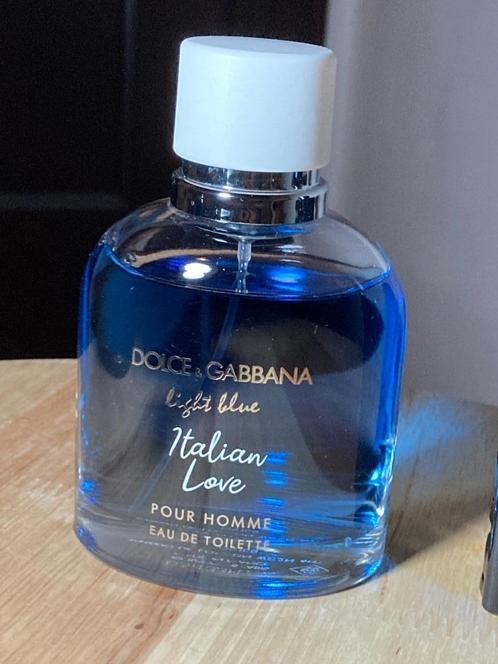 DOLCE & GABBANA
light blue
Italian
Love
POUR HOMME
EAU DE TOILETTE